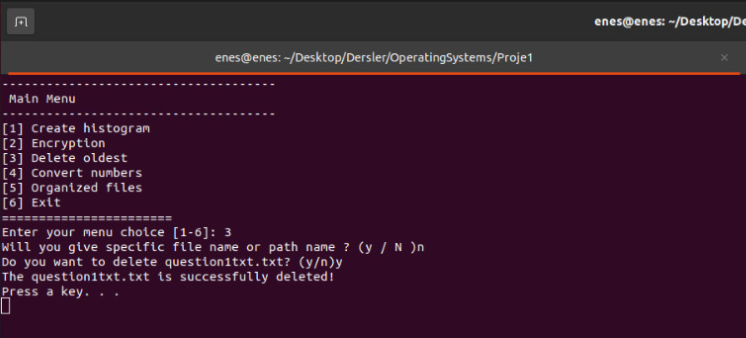 enes@enes: ~/Desktop/De
enes@enes: ~/Desktop/Dersler/OperatingSystems/Proje1
-------------------------------------
Main Menu
-------------------------------------
[1] Create histogram
[2] Encryption
[3] Delete oldest
[4] Convert numbers
[5] Organized files
[6] Exit
=======================
Enter your menu choice [1-6]: 3
Will you give specific file name or path name ? (y / N )n
Do you want to delete question1txt.txt? (y/n)y
The question1txt.txt is successfully deleted!
Press a key. . .